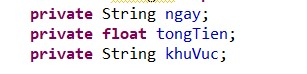 private String ngay;
private float tongTien;
private String khuVuc;